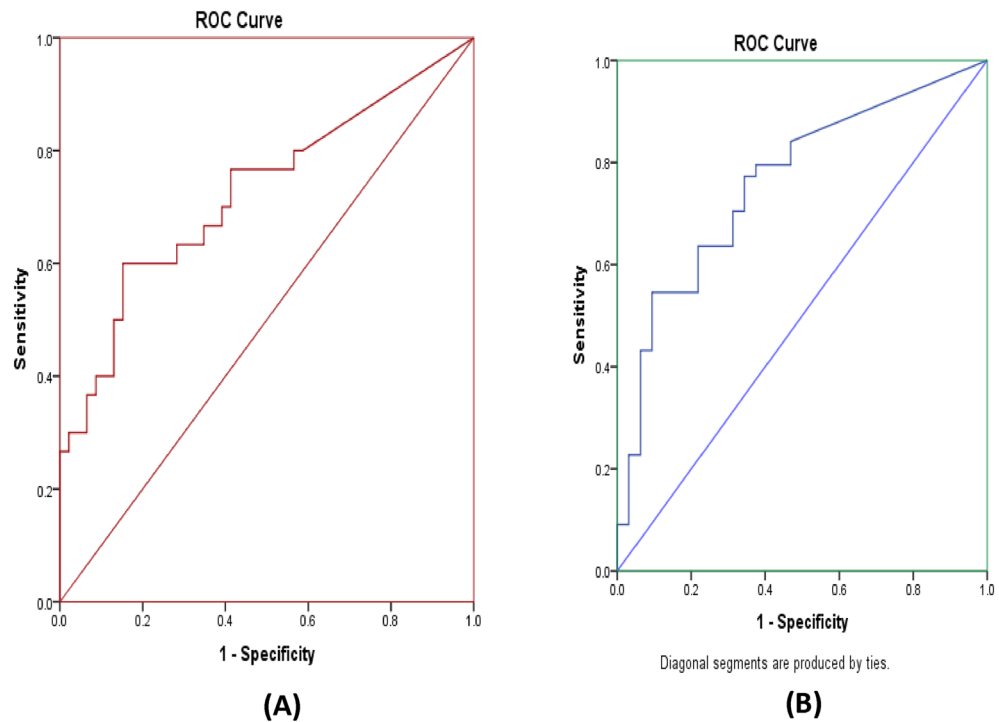 ROC Curve
1.0
0.8
0.6
0.4
0.2
0.0
Sensitivity
0.0 0.2 0.4 0.6 0.8 1.0
1 - Specificity
(A)
ROC Curve
1.0
0.8
0.6
0.4
0.2
0.0
Sensitivity
0.0 0.2 0.4 0.6 0.8 1.0
1 - Specificity
Diagonal segments are produced by ties.
(B)